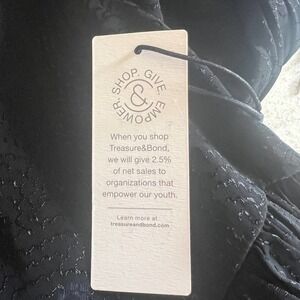 SHOP. GIVE. EMPOWER.
&
When you shop
Treasure&Bond,
we will give 2.5%
of net sales to
organizations that
empower our youth.
Learn more at
treasureandbond.com